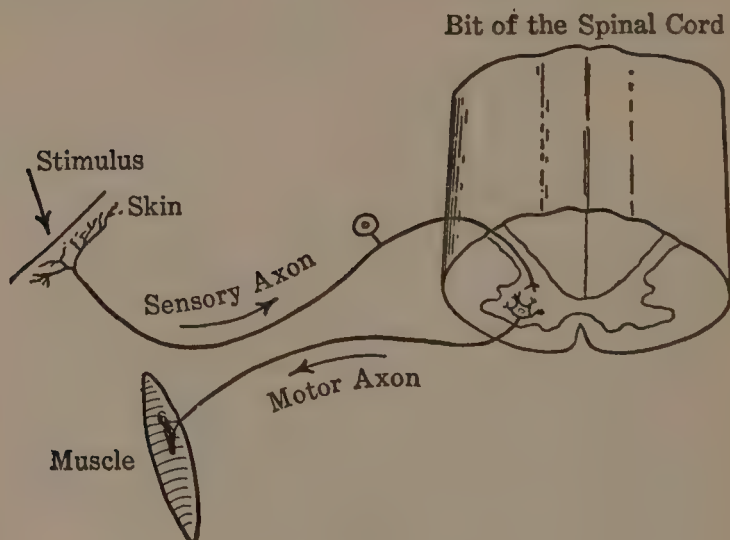 Bit of the Spinal Cord
Stimulus
Skin
Sensory Axon
Motor Axon
Muscle